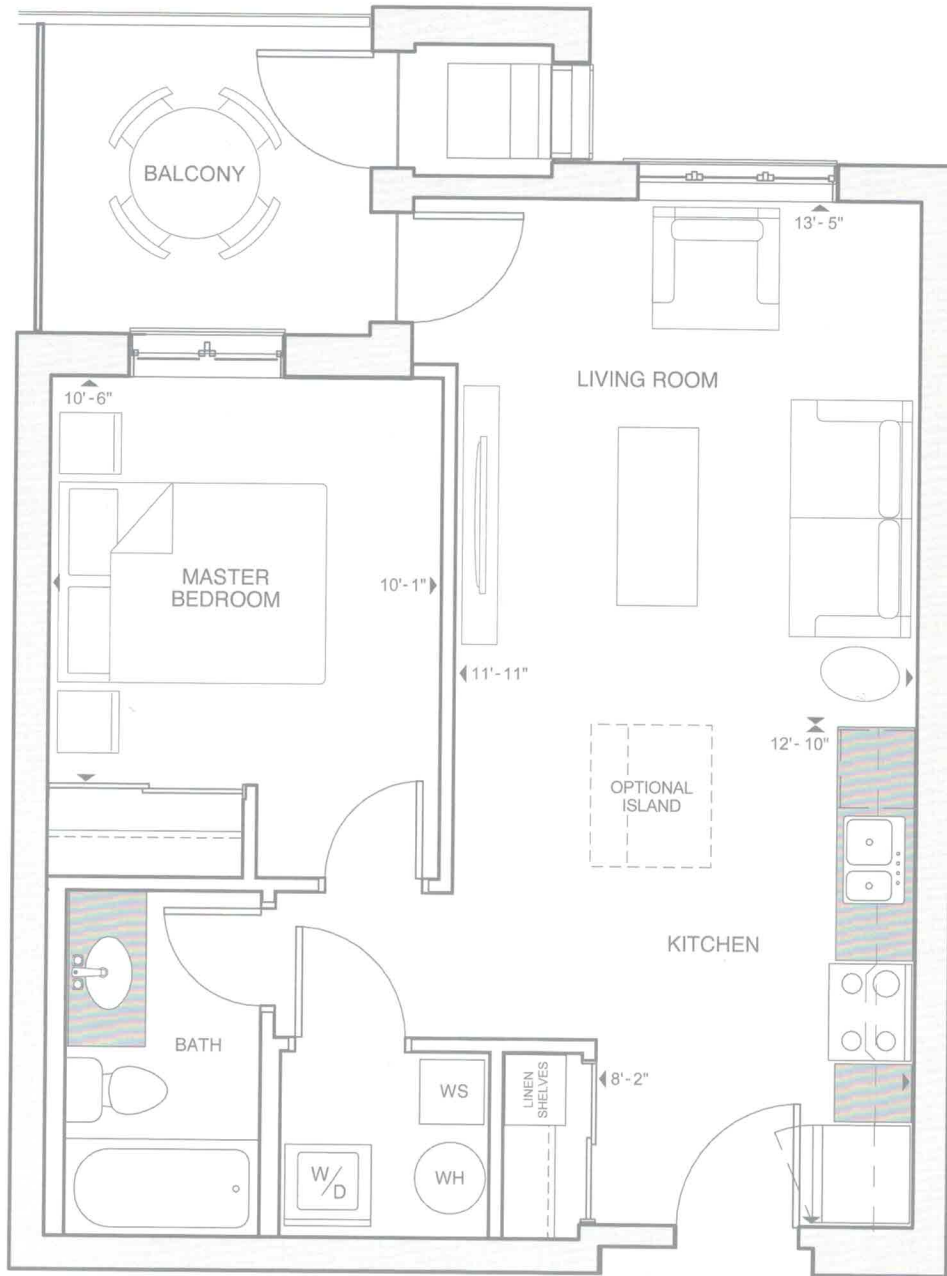 BALCONY
13'- 5"
LIVING ROOM
10'- 6"
MASTER
BEDROOM
10'- 1"
11'- 11"
12'- 10"
OPTIONAL
ISLAND
KITCHEN
BATH
WS
LINEN
SHELVES
8'- 2"
W/D
WH